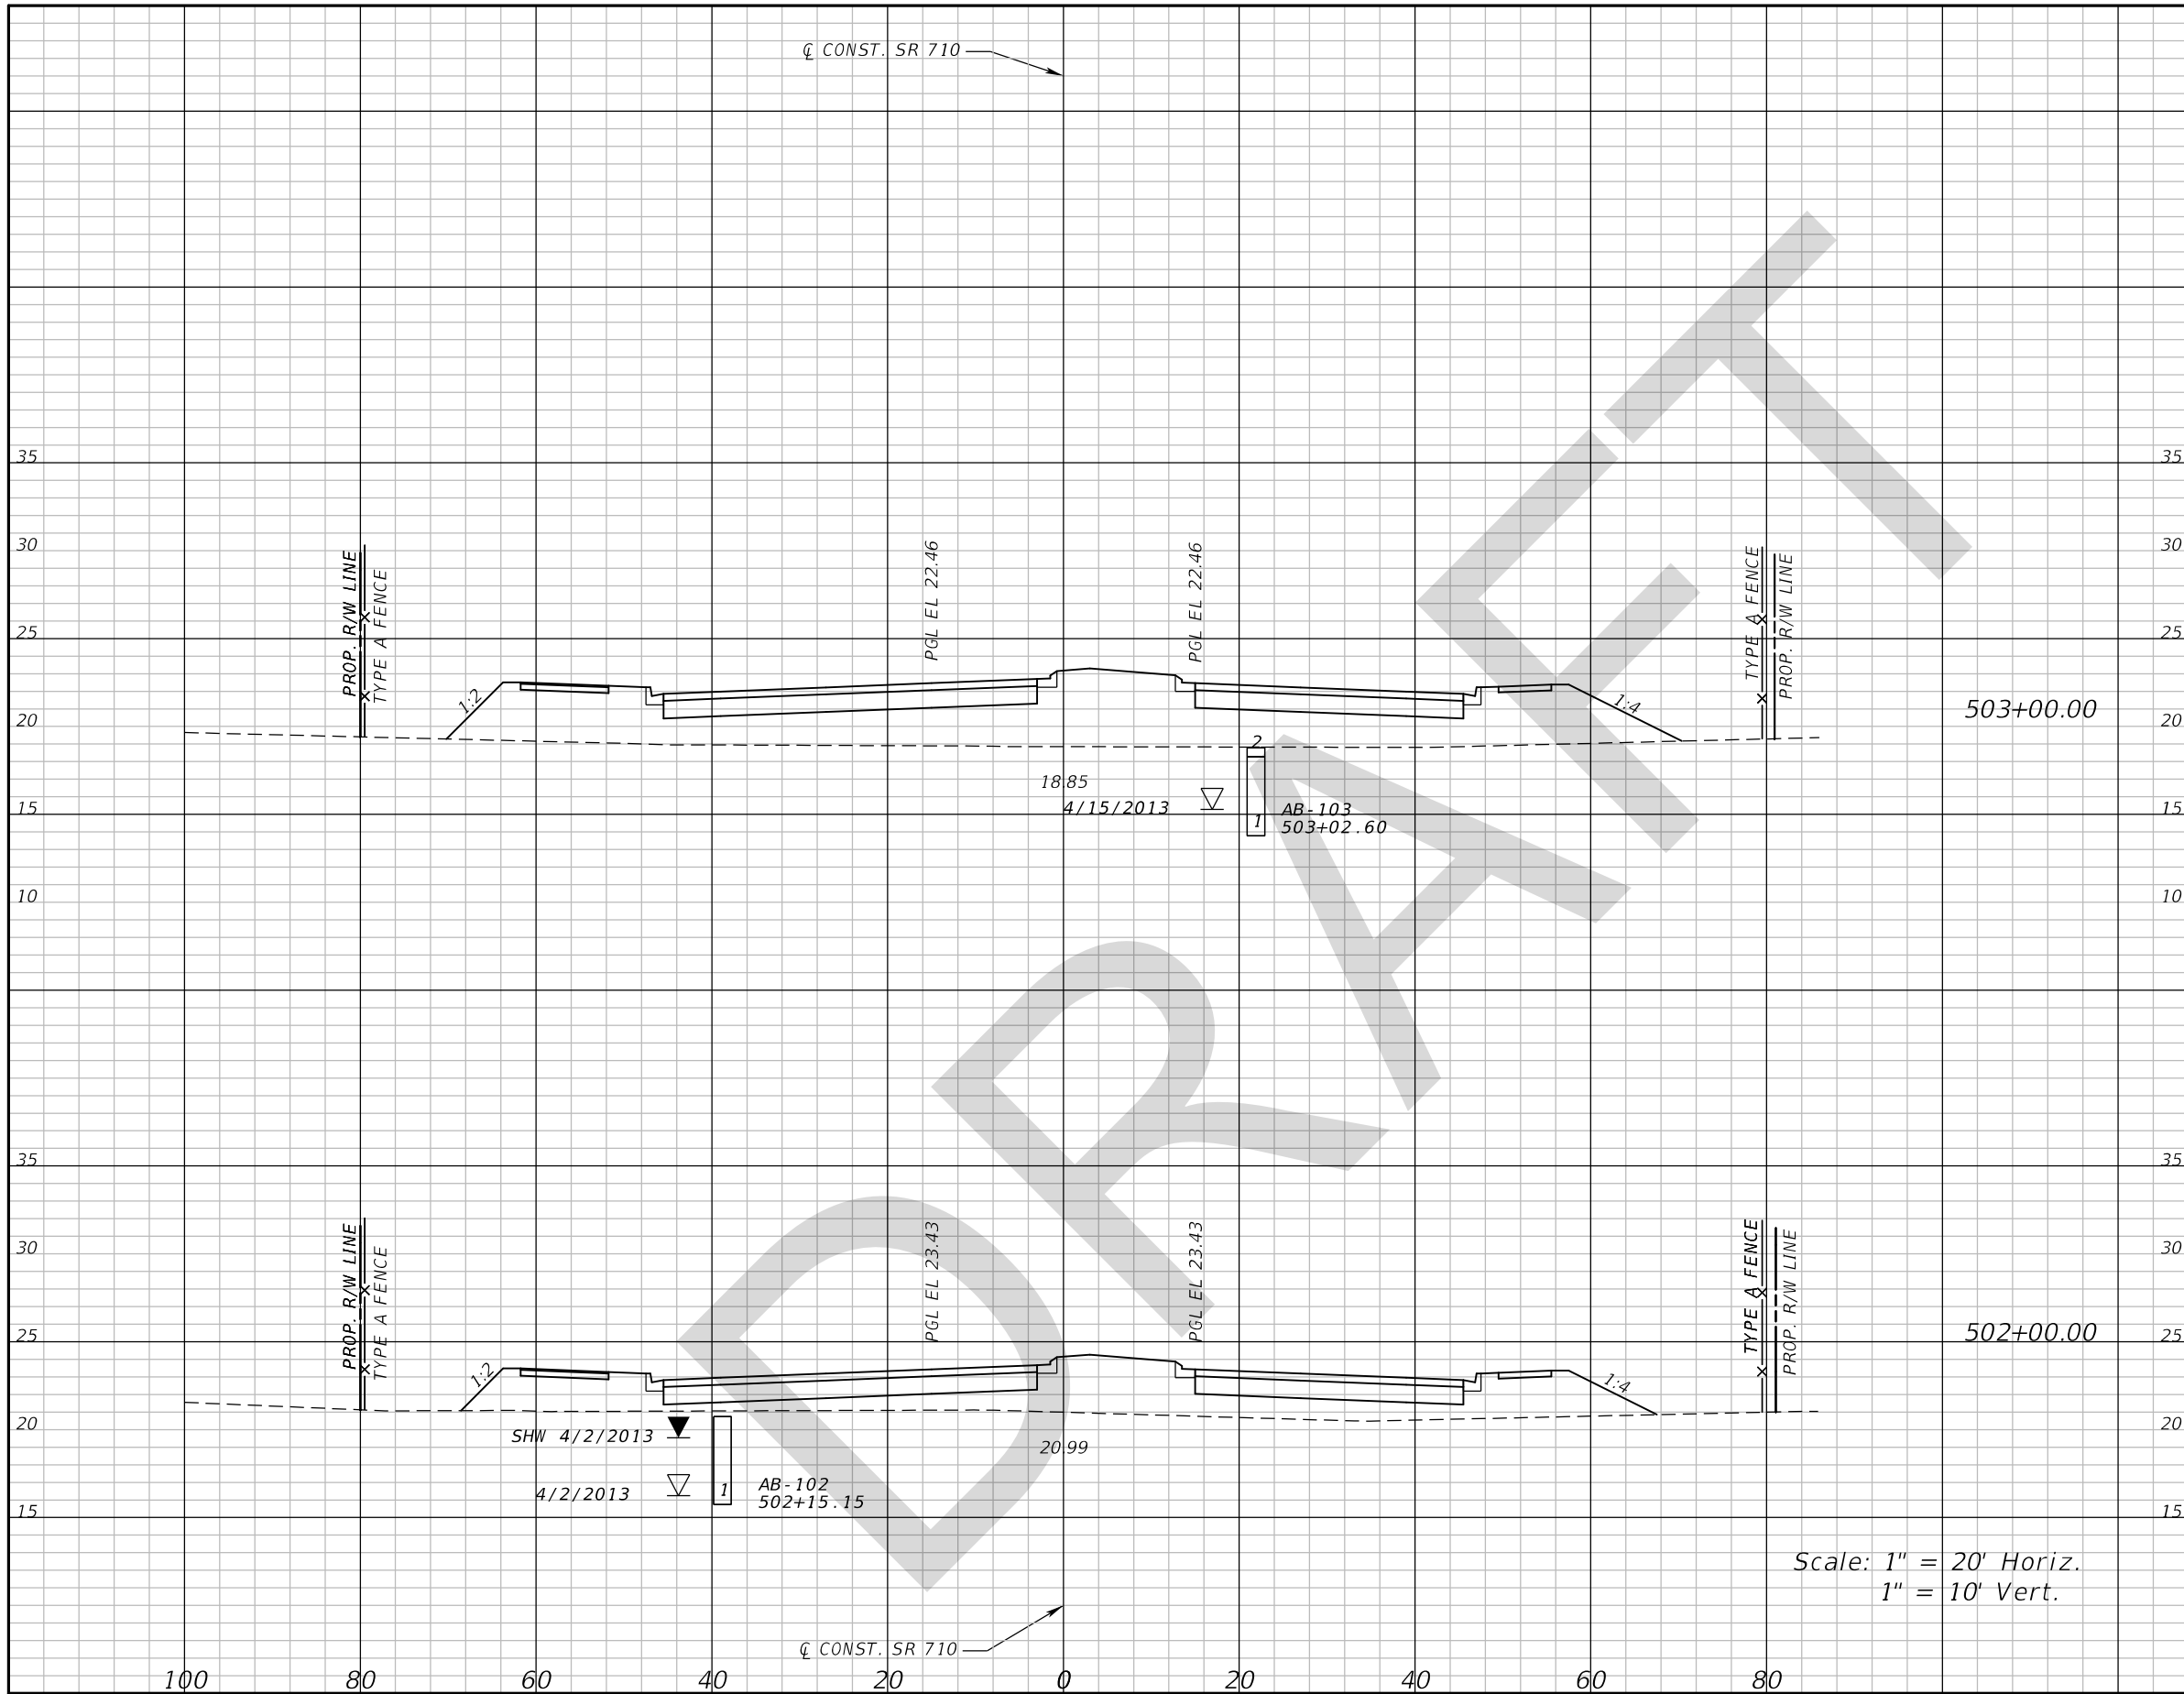 ℄ CONST. SR 710
35
35
30
30
PROP. R/W LINE
TYPE A FENCE
PGL EL 22.46
PGL EL 22.46
TYPE A FENCE
PROP. R/W LINE
25
25
1:2
1:4
503+00.00
20
20
2
18.85
4/15/2013
1
AB-103
503+02.60
15
15
10
10
35
35
30
30
PROP. R/W LINE
TYPE A FENCE
PGL EL 23.43
PGL EL 23.43
TYPE A FENCE
PROP. R/W LINE
25
25
502+00.00
1:2
1:4
20
20
SHW 4/2/2013
20.99
4/2/2013
1
AB-102
502+15.15
15
15
Scale: 1" = 20' Horiz.
1" = 10' Vert.
℄ CONST. SR 710
100 80 60 40 20 0 20 40 60 80
DRAFT